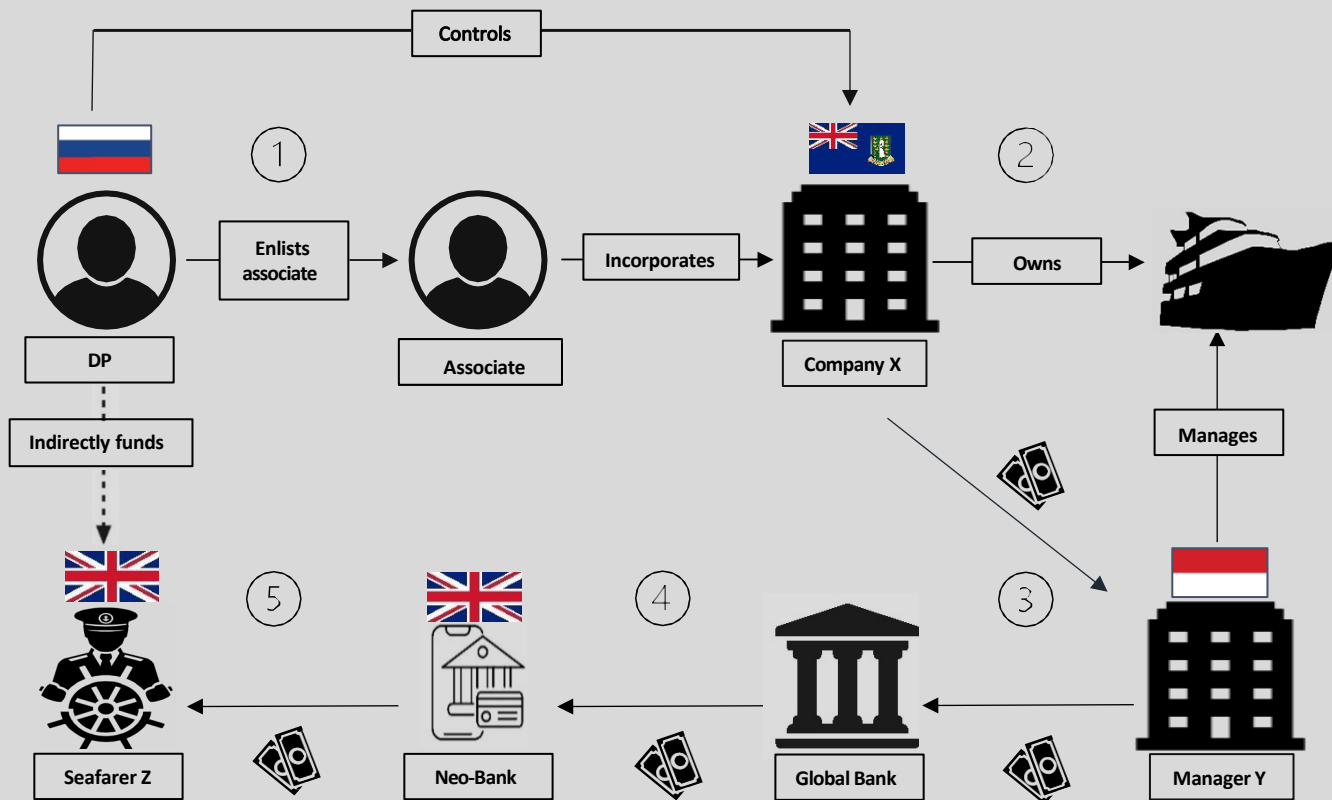 Controls
1
2
Enlists
associate
Incorporates
Owns
DP
Associate
Company X
Indirectly funds
Manages
5
4
3
Seafarer Z
Neo-Bank
Global Bank
Manager Y